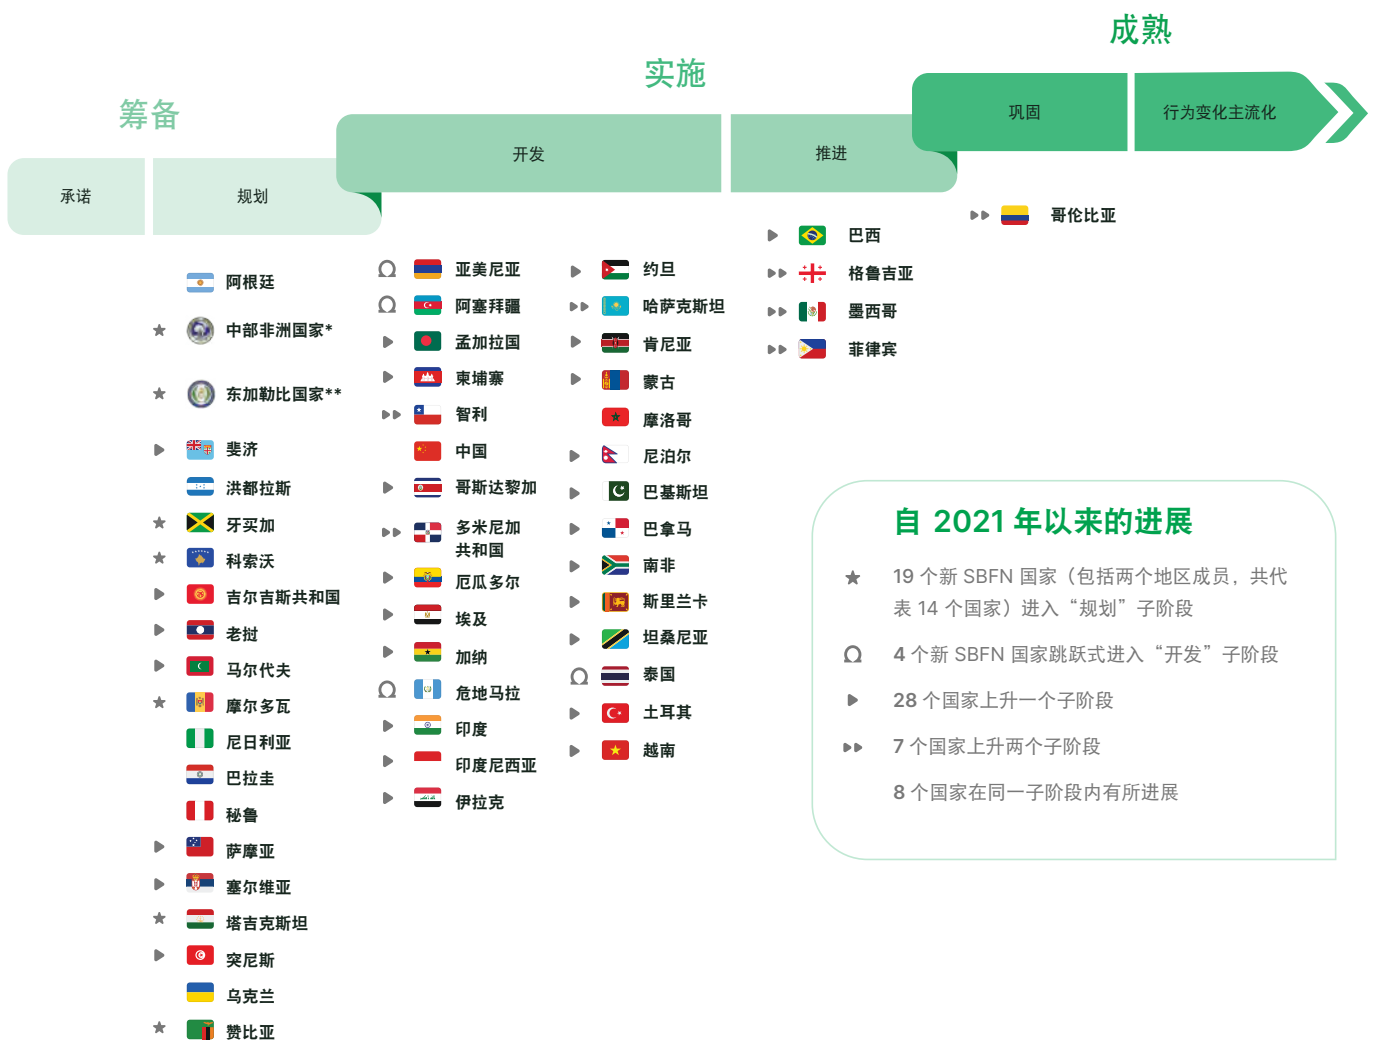 成熟
实施
筹备
巩固
行为变化主流化
开发
推进
承诺
规划
阿根廷
中部非洲国家*
东加勒比国家**
斐济
洪都拉斯
牙买加
科索沃
吉尔吉斯共和国
老挝
马尔代夫
摩尔多瓦
尼日利亚
巴拉圭
秘鲁
萨摩亚
塞尔维亚
塔吉克斯坦
突尼斯
乌克兰
赞比亚
亚美尼亚
阿塞拜疆
孟加拉国
柬埔寨
智利
中国
哥斯达黎加
多米尼加
共和国
厄瓜多尔
埃及
加纳
危地马拉
印度
印度尼西亚
伊拉克
约旦
哈萨克斯坦
肯尼亚
蒙古
摩洛哥
尼泊尔
巴基斯坦
巴拿马
南非
斯里兰卡
坦桑尼亚
泰国
土耳其
越南
巴西
格鲁吉亚
墨西哥
菲律宾
哥伦比亚
自 2021 年以来的进展
19 个新 SBFN 国家（包括两个地区成员，共代
表 14 个国家）进入“规划”子阶段
4 个新 SBFN 国家跳跃式进入“开发”子阶段
28 个国家上升一个子阶段
7 个国家上升两个子阶段
8 个国家在同一子阶段内有所进展